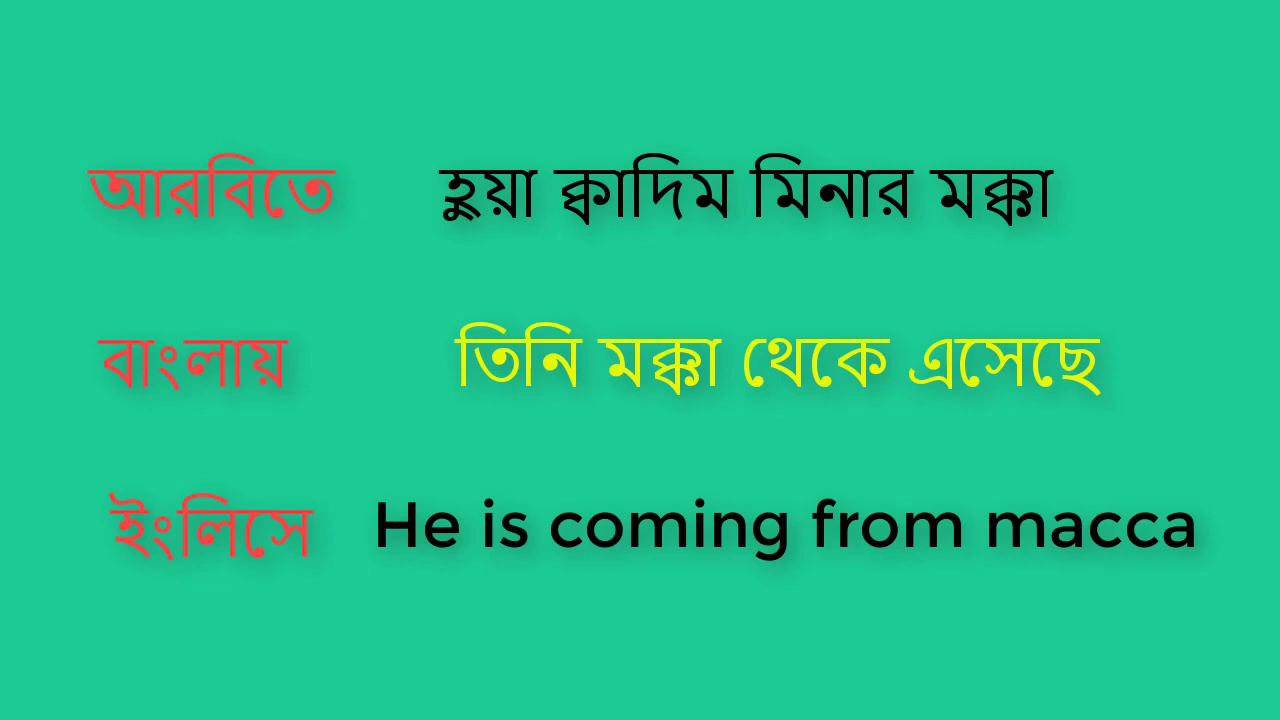 আরবিতে হুয়া ক্বাদিম মিনার মক্কা
বাংলায় তিনি মক্কা থেকে এসেছে
ইংলিসে He is coming from macca